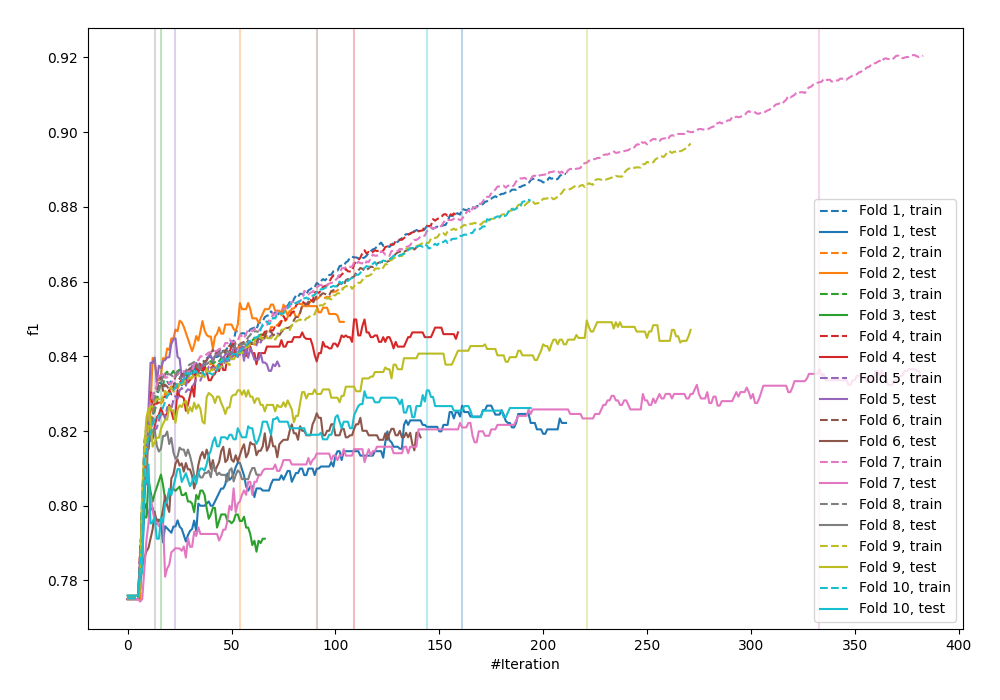 0.92
0.90
0.88
0.86
0.84
0.82
0.80
0.78
f1
0
50
100
150
200
250
300
350
400
#Iteration
Fold 1, train
Fold 1, test
Fold 2, train
Fold 2, test
Fold 3, train
Fold 3, test
Fold 4, train
Fold 4, test
Fold 5, train
Fold 5, test
Fold 6, train
Fold 6, test
Fold 7, train
Fold 7, test
Fold 8, train
Fold 8, test
Fold 9, train
Fold 9, test
Fold 10, train
Fold 10, test